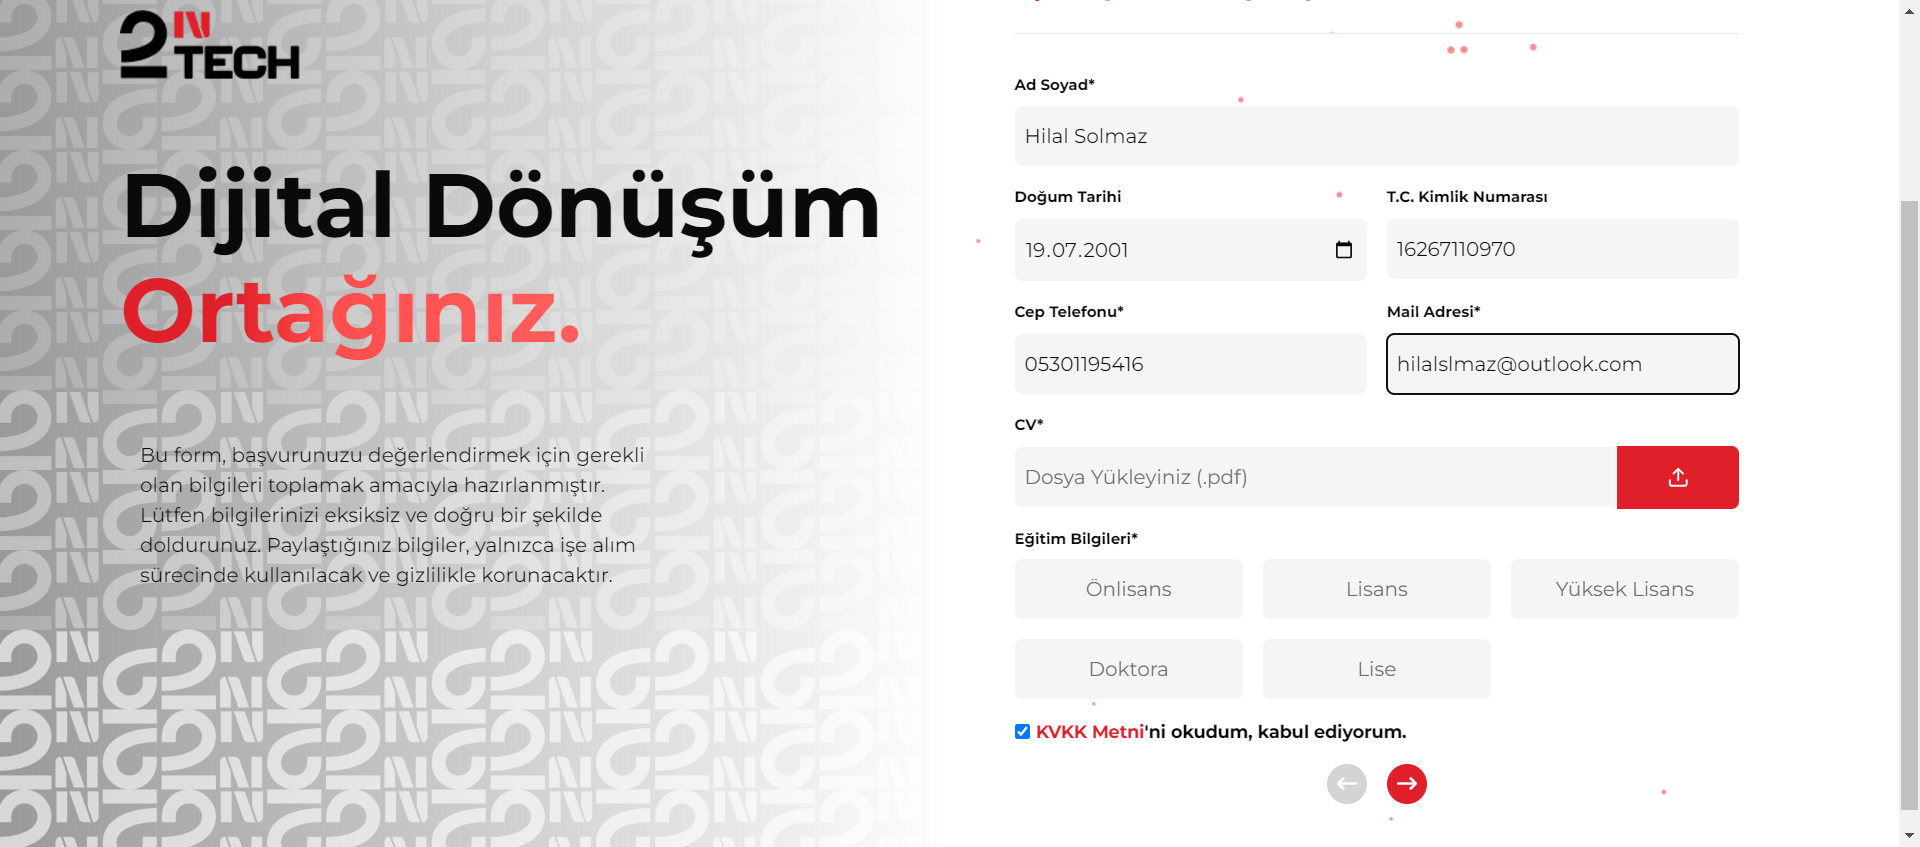 2N TECH
Dijital Dönüşüm
Ortağınız.
Bu form, başvurunuzu değerlendirmek için gerekli
olan bilgileri toplamak amacıyla hazırlanmıştır.
Lütfen bilgilerinizi eksiksiz ve doğru bir şekilde
doldurunuz. Paylaştığınız bilgiler, yalnızca işe alım
sürecinde kullanılacak ve gizlilikle korunacaktır.
Ad Soyad*
Hilal Solmaz
Doğum Tarihi
19.07.2001
T.C. Kimlik Numarası
16267110970
Cep Telefonu*
05301195416
Mail Adresi*
hilalslmaz@outlook.com
CV*
Dosya Yükleyiniz (.pdf)
Eğitim Bilgileri*
Önlisans
Lisans
Yüksek Lisans
Doktora
Lise
KVKK Metni'ni okudum, kabul ediyorum.